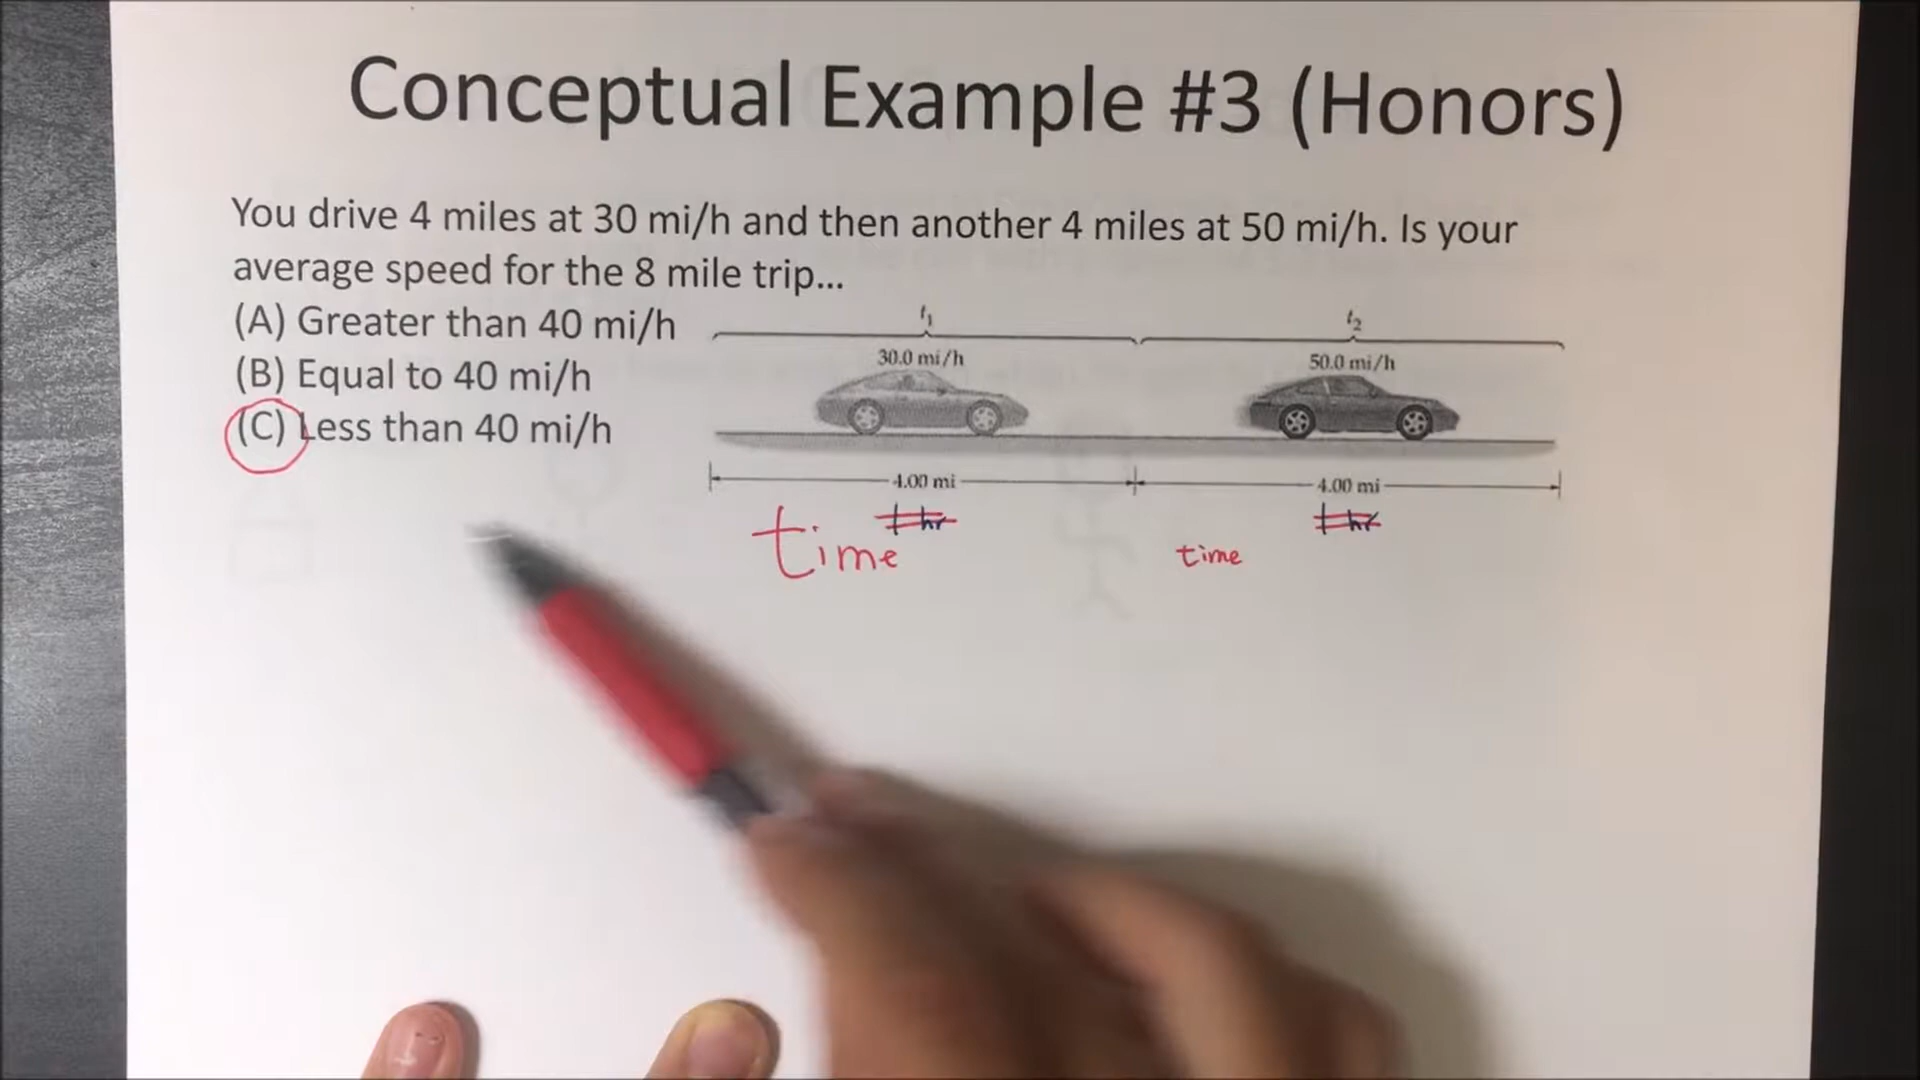 Conceptual Example #3 (Honors)
You drive 4 miles at 30 mi/h and then another 4 miles at 50 mi/h. Is your
average speed for the 8 mile trip...
(A) Greater than 40 mi/h
(B) Equal to 40 mi/h
(C) Less than 40 mi/h
t1 t2
30.0 mi/h 50.0 mi/h
4.00 mi 4.00 mi
hr hr
time time